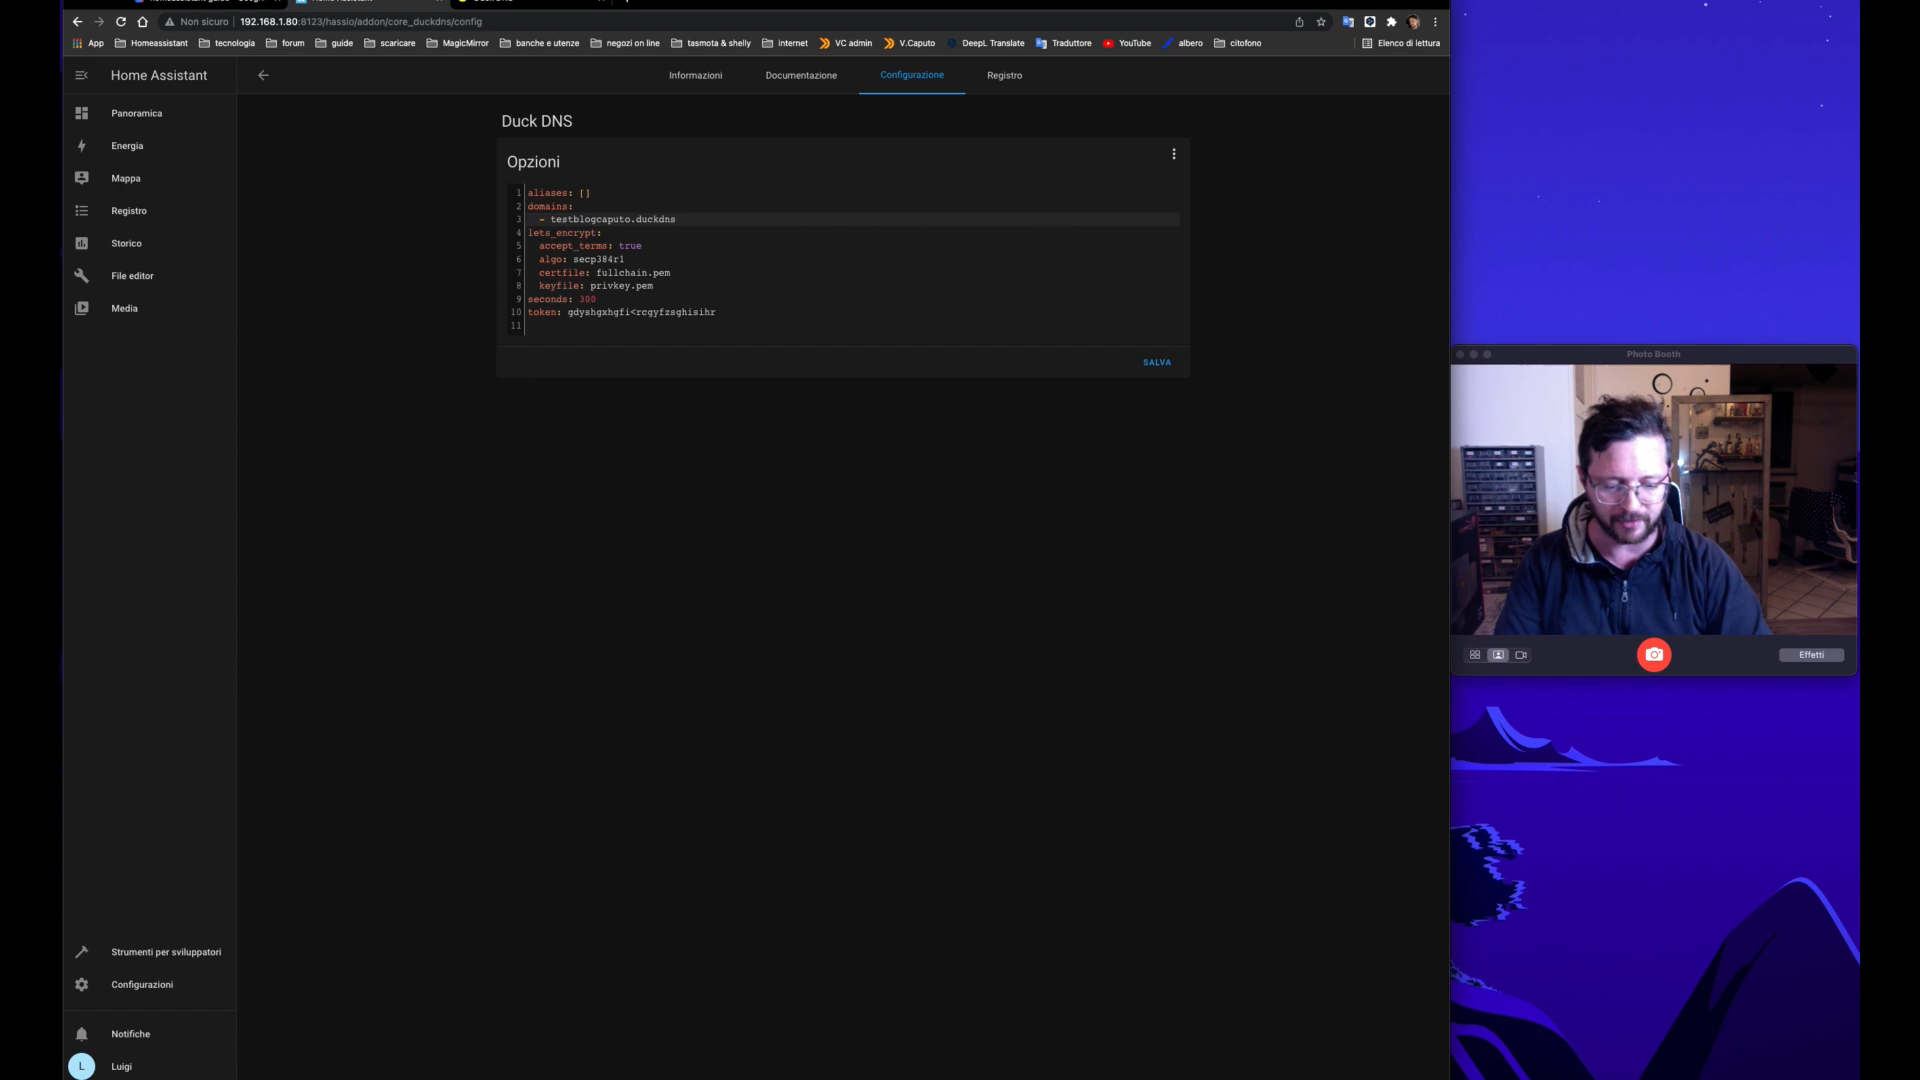 Non sicuro 192.168.1.80:8123/hassio/addon/core_duckdns/config
App Homeassistant tecnologia forum guide scaricare MagicMirror banche e utenze negozi on line tasmota & shelly internet VC admin V.Caputo DeepL Translate Traduttore YouTube albero citofono Elenco di lettura
Home Assistant
Informazioni Documentazione Configurazione Registro
Panoramica
Energia
Mappa
Registro
Storico
File editor
Media
Strumenti per sviluppatori
Configurazioni
Notifiche
L Luigi
Duck DNS
Opzioni
1 aliases: []
2 domains:
3 - testblogcaputo.duckdns
4 lets_encrypt:
5 accept_terms: true
6 algo: secp384r1
7 certfile: fullchain.pem
8 keyfile: privkey.pem
9 seconds: 300
10 token: gdyshgxhgfi<rcgyfzsghisihr
11
SALVA
Photo Booth
Effetti